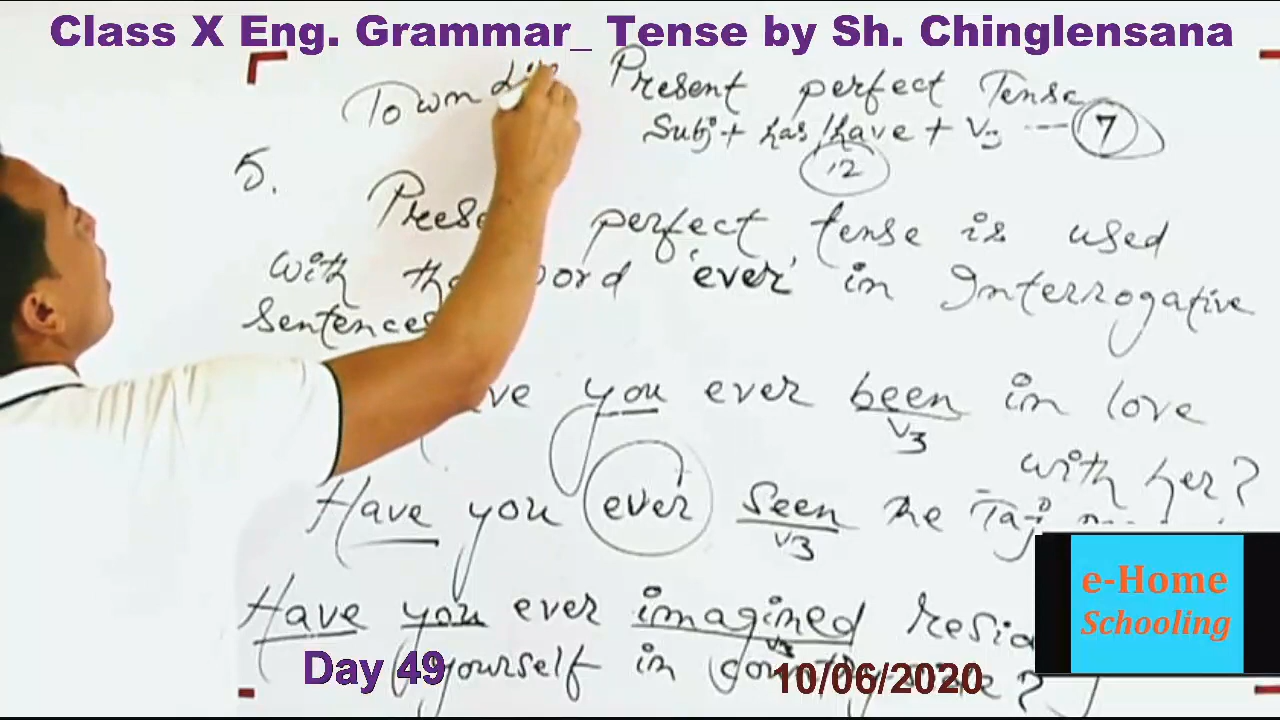 Class X Eng. Grammar_ Tense by Sh. Chinglensana
Town
Present perfect Tense
Subj + has/have + V3 --- 7
12
5.
perfect tense is used
with the word 'ever' in Interrogative
Sentences
you ever been in love
V3
with her?
Have you ever seen the Taj
V3
Have you ever imagined
V3
yourself in
Day 49
10/06/2020
e-Home
Schooling